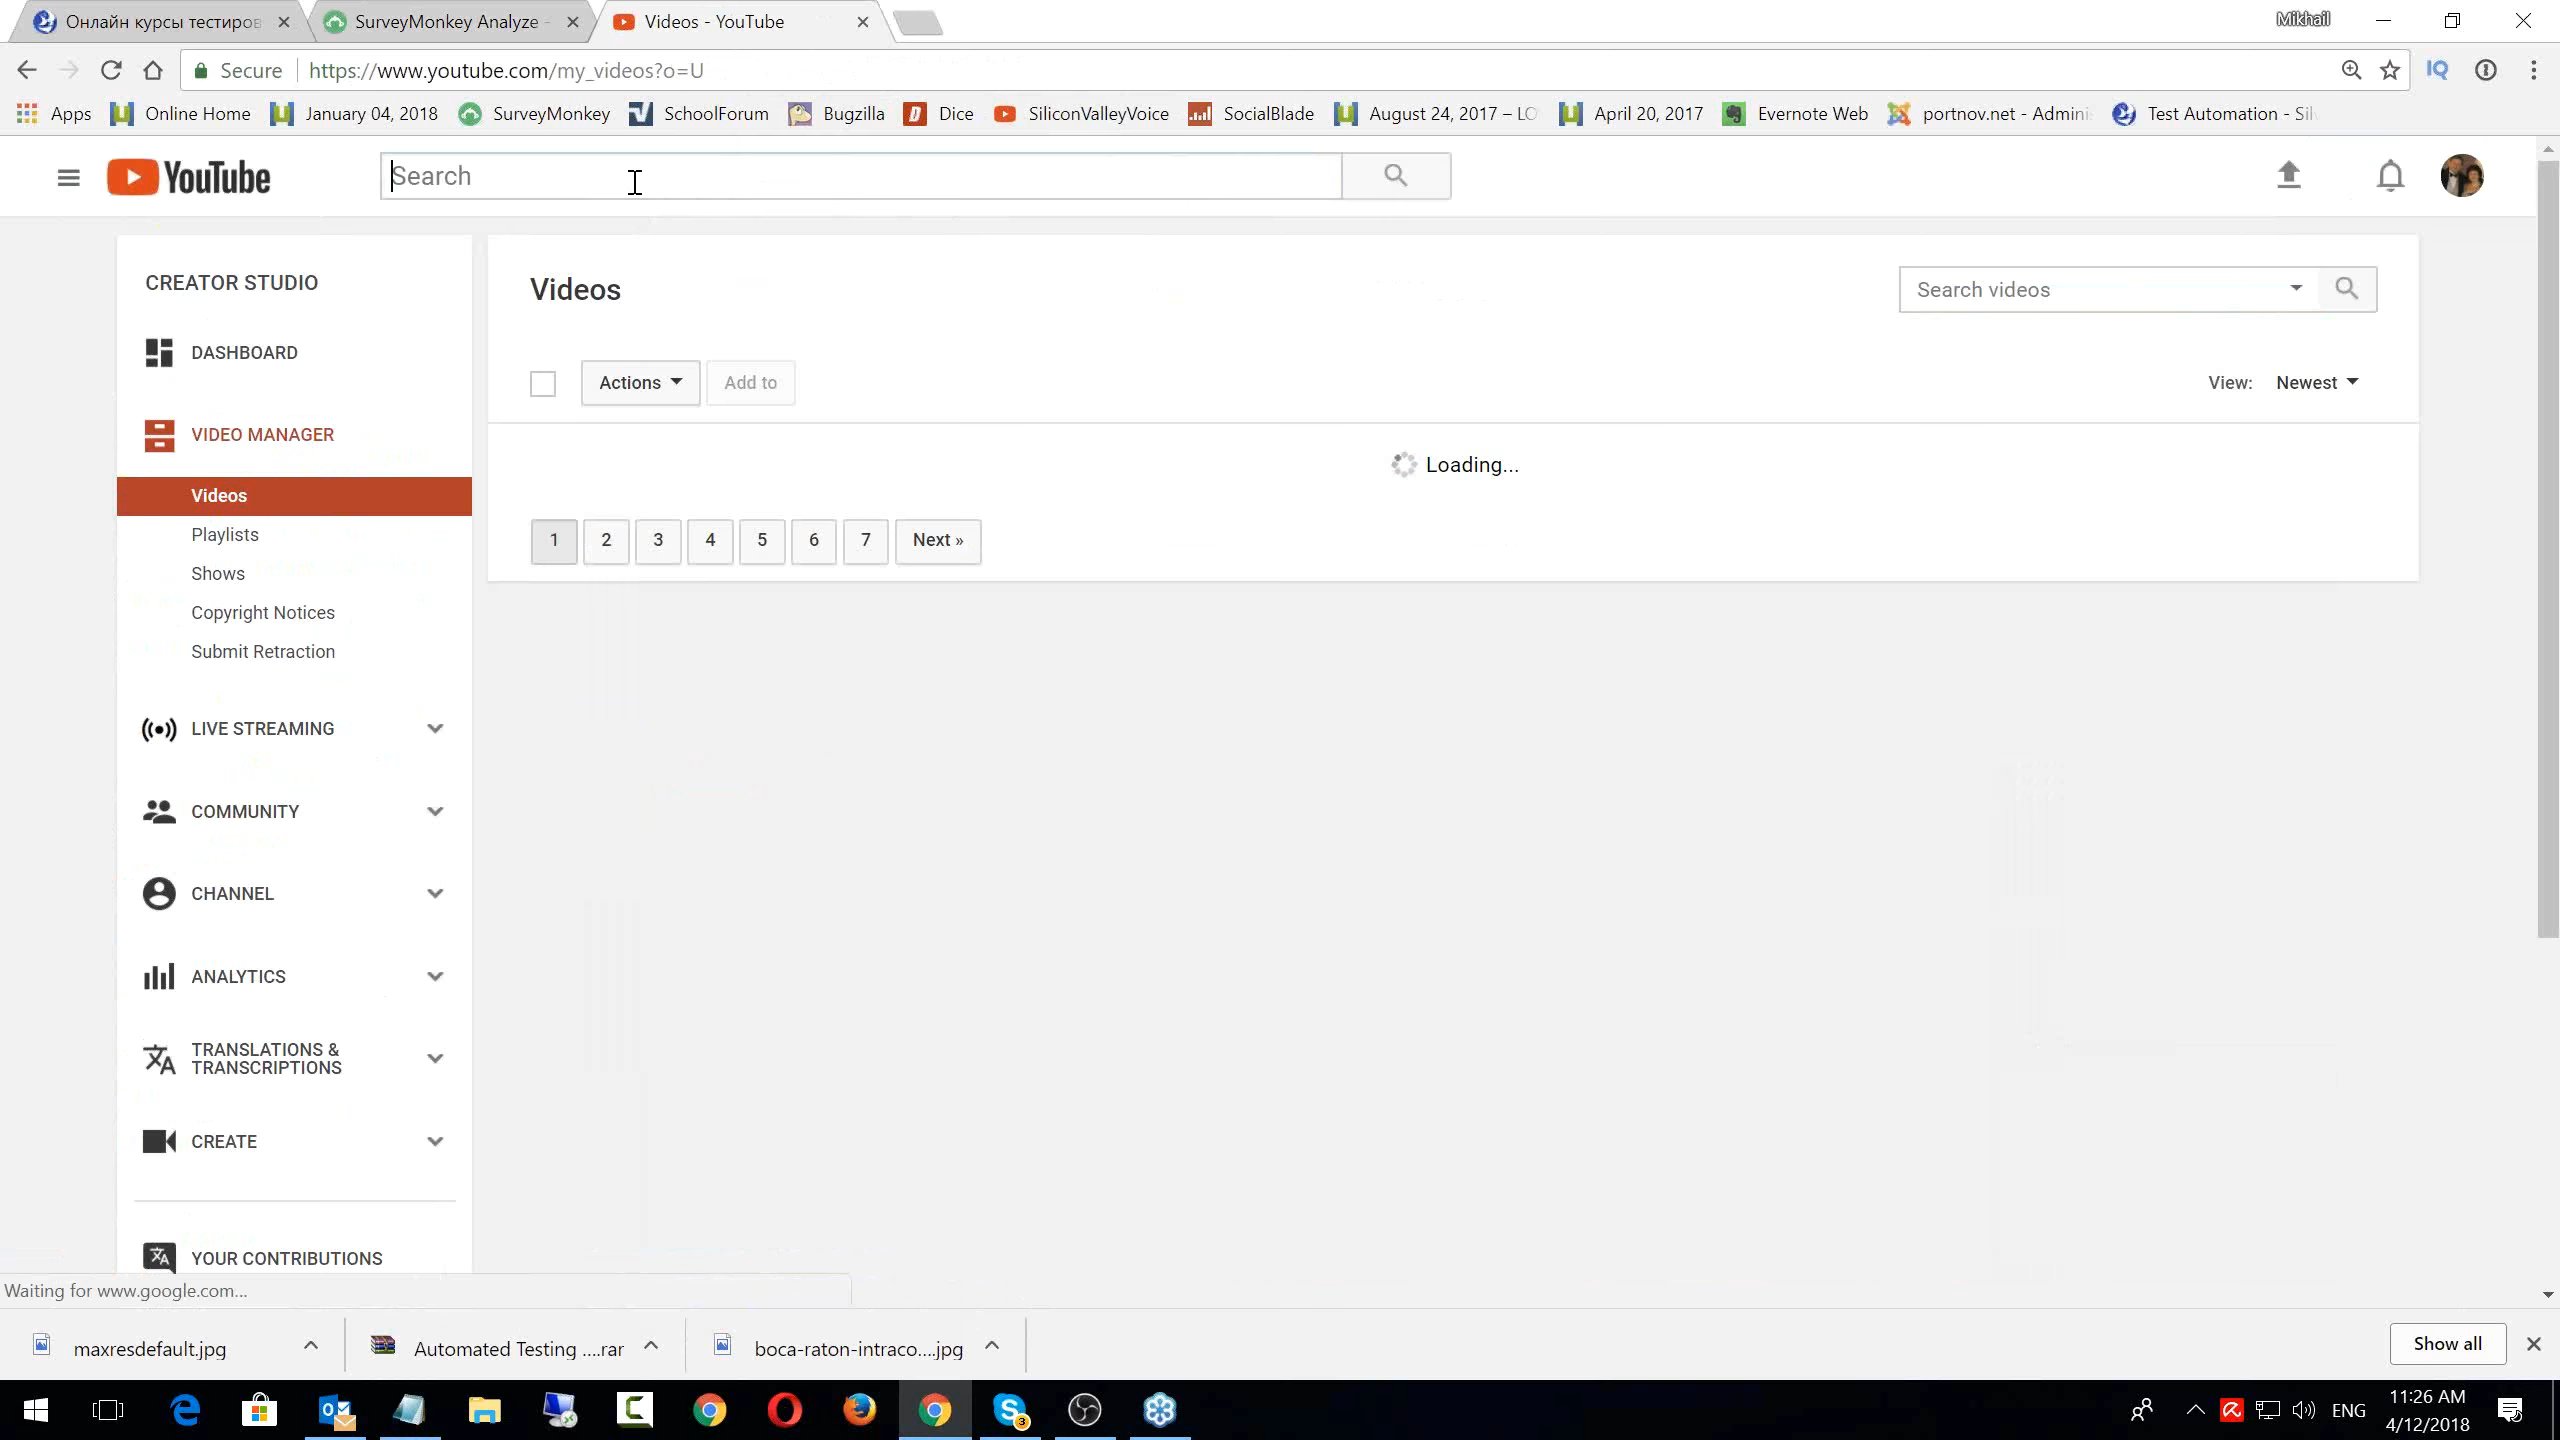 Онлайн курсы тестиров
SurveyMonkey Analyze -
Videos - YouTube
Mikhail
Secure
https://www.youtube.com/my_videos?o=U
IQ
Apps
Online Home
January 04, 2018
SurveyMonkey
SchoolForum
Bugzilla
Dice
SiliconValleyVoice
SocialBlade
August 24, 2017 – LO
April 20, 2017
Evernote Web
portnov.net - Admini
Test Automation - Sil
YouTube
Search
CREATOR STUDIO
DASHBOARD
VIDEO MANAGER
Videos
Playlists
Shows
Copyright Notices
Submit Retraction
LIVE STREAMING
COMMUNITY
CHANNEL
ANALYTICS
TRANSLATIONS &
TRANSCRIPTIONS
CREATE
YOUR CONTRIBUTIONS
Videos
Search videos
Actions
Add to
View: Newest
Loading...
1 2 3 4 5 6 7 Next »
Waiting for www.google.com...
maxresdefault.jpg
Automated Testing ....rar
boca-raton-intraco....jpg
Show all
3
ENG
11:26 AM
4/12/2018